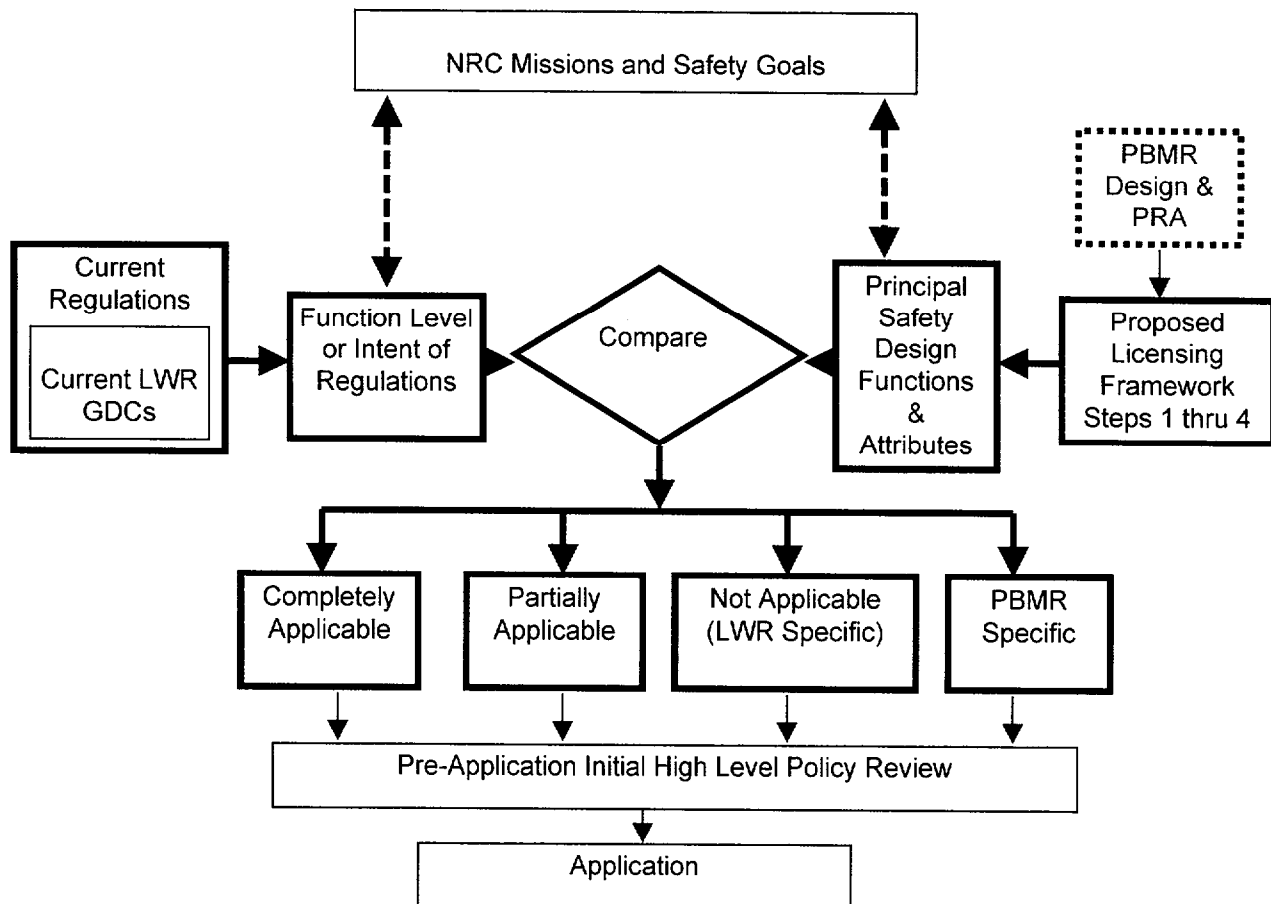 NRC Missions and Safety Goals
PBMR
Design &
PRA
Current
Regulations
Current LWR
GDCs
Function Level
or Intent of
Regulations
Compare
Principal
Safety
Design
Functions
&
Attributes
Proposed
Licensing
Framework
Steps 1 thru 4
Completely
Applicable
Partially
Applicable
Not Applicable
(LWR Specific)
PBMR
Specific
Pre-Application Initial High Level Policy Review
Application